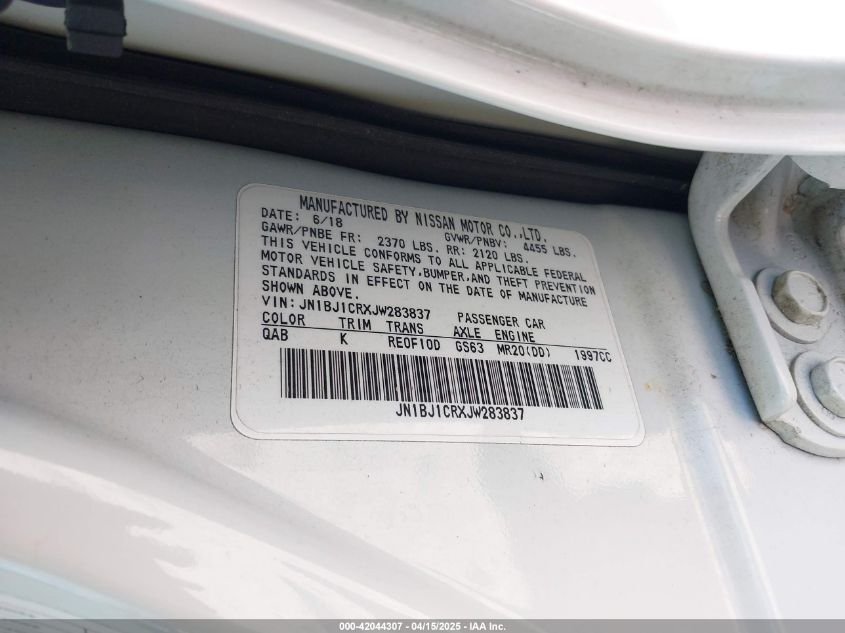 MANUFACTURED BY NISSAN MOTOR CO.,LTD.
DATE: 6/18
GAWR/PNBE FR: 2370 LBS. GVWR/PNBV: 4455 LBS.
RR: 2120 LBS.
THIS VEHICLE CONFORMS TO ALL APPLICABLE FEDERAL
MOTOR VEHICLE SAFETY,BUMPER,AND THEFT PREVENTION
STANDARDS IN EFFECT ON THE DATE OF MANUFACTURE
SHOWN ABOVE.
VIN: JN1BJ1CRXJW283837 PASSENGER CAR
COLOR TRIM TRANS AXLE ENGINE
QAB K RE0F10D GS63 MR20(DD) 1997CC
JN1BJ1CRXJW283837
000-42044307 - 04/15/2025 - IAA Inc.